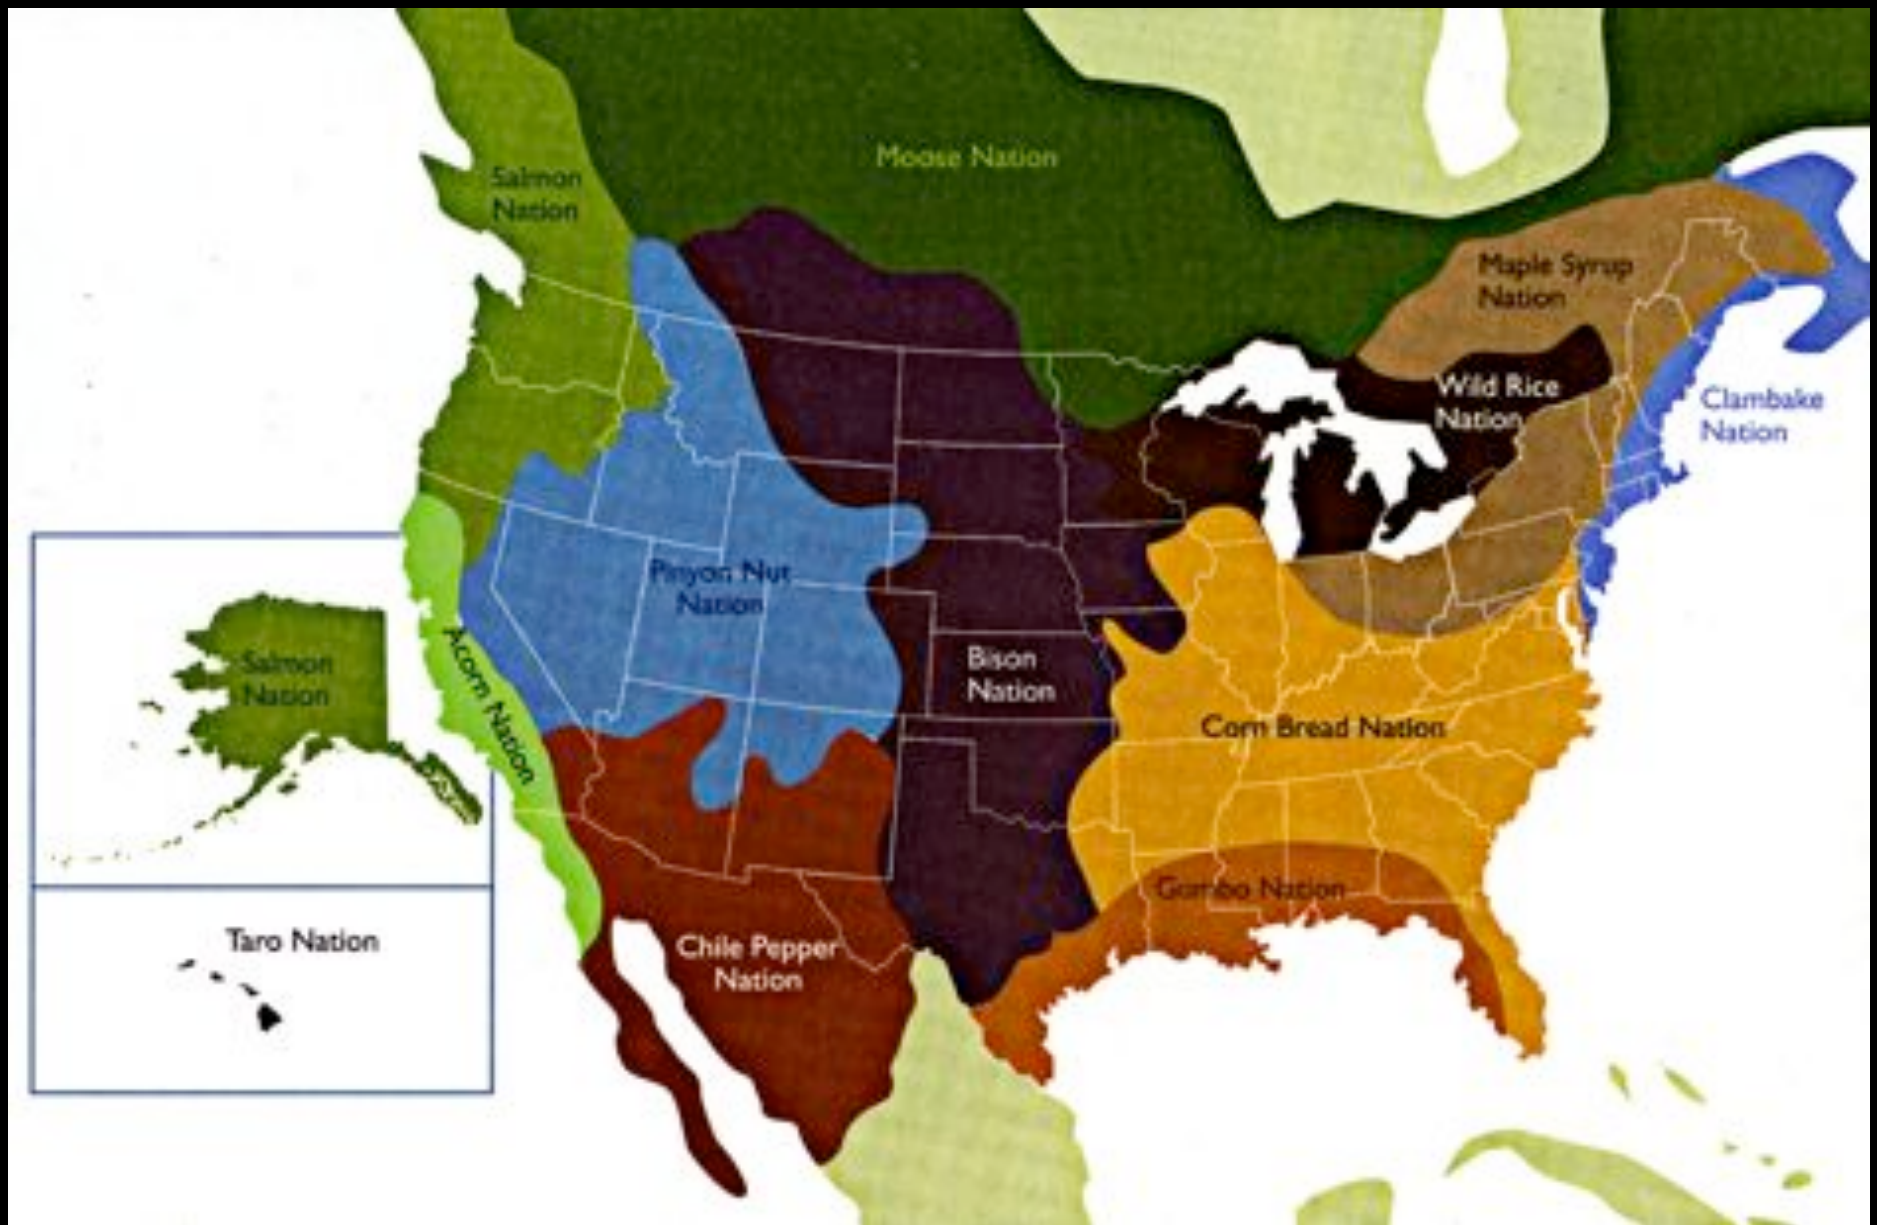 Moose Nation
Salmon
Nation
Maple Syrup
Nation
Wild Rice
Nation
Clambake
Nation
Pinyon Nut
Nation
Acorn Nation
Bison
Nation
Corn Bread Nation
Salmon
Nation
Gumbo Nation
Taro Nation
Chile Pepper
Nation